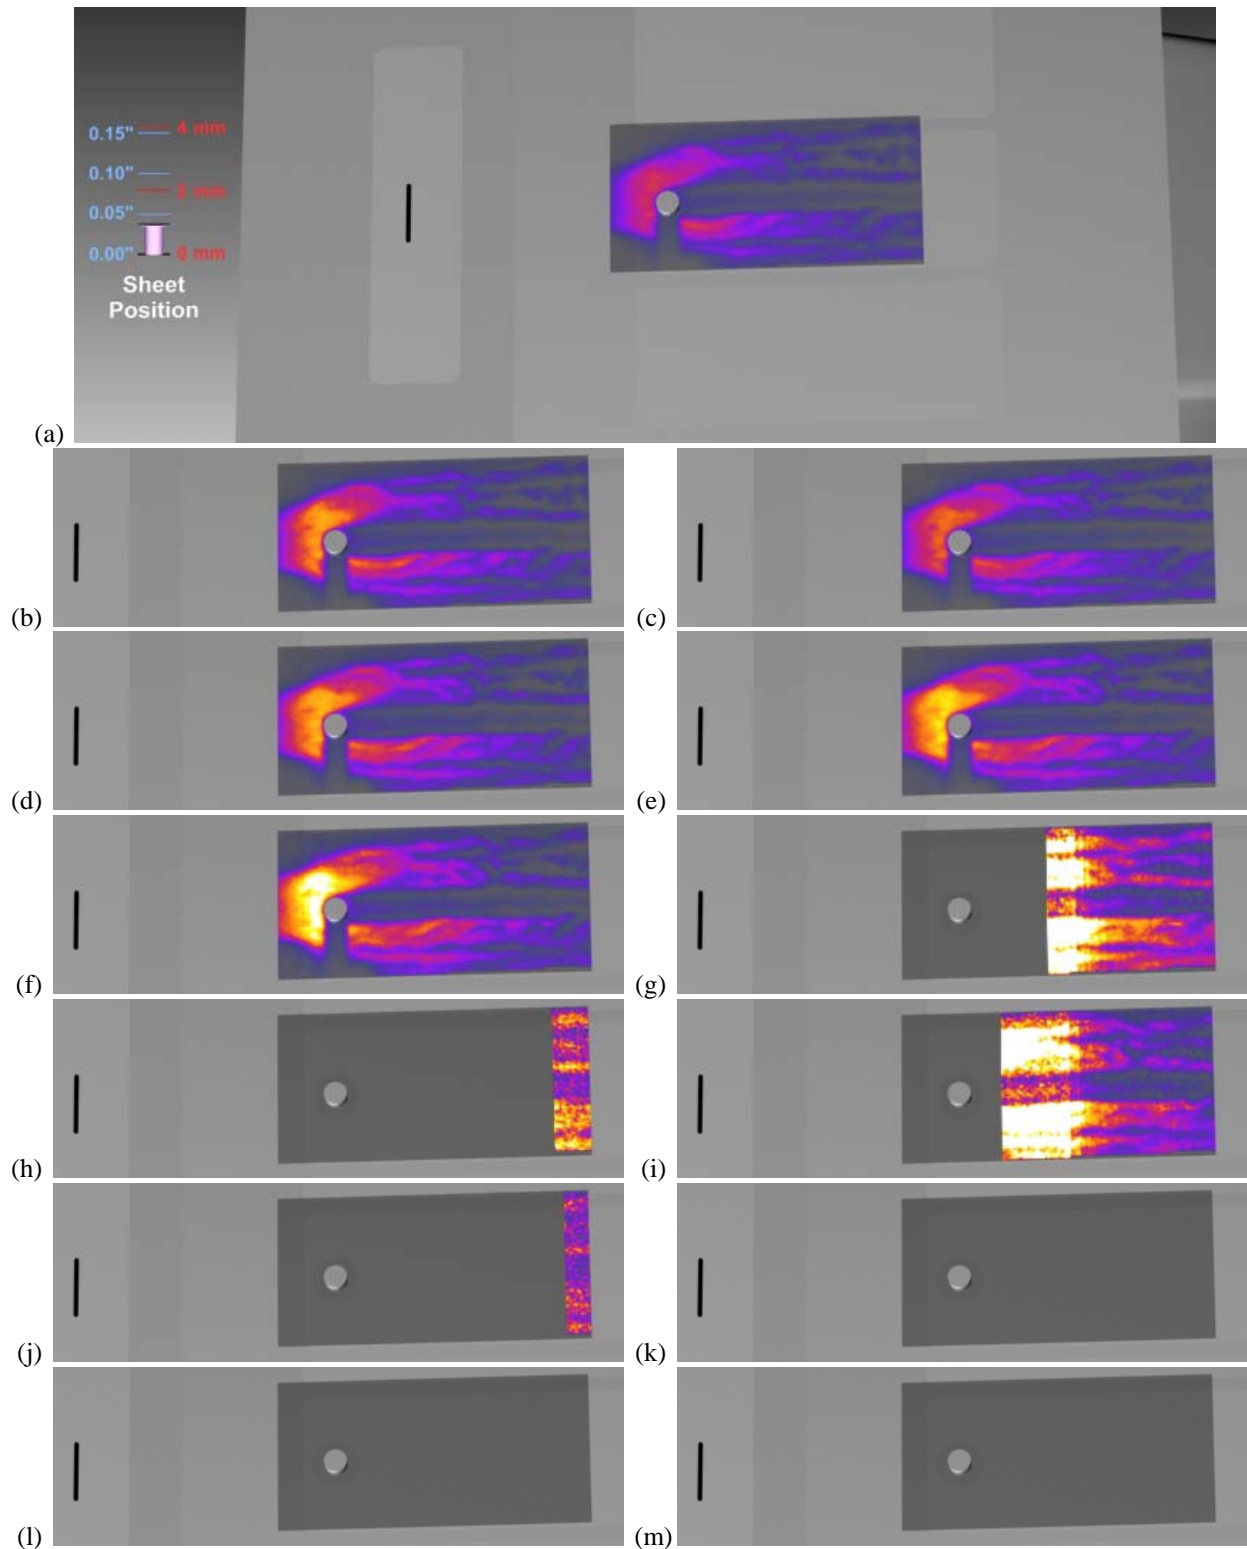 0.15" 4 mm
0.10"
2 mm
0.05"
0.00" 0 mm
Sheet
Position
(a)
(b) (c)
(d) (e)
(f) (g)
(h) (i)
(j) (k)
(l) (m)